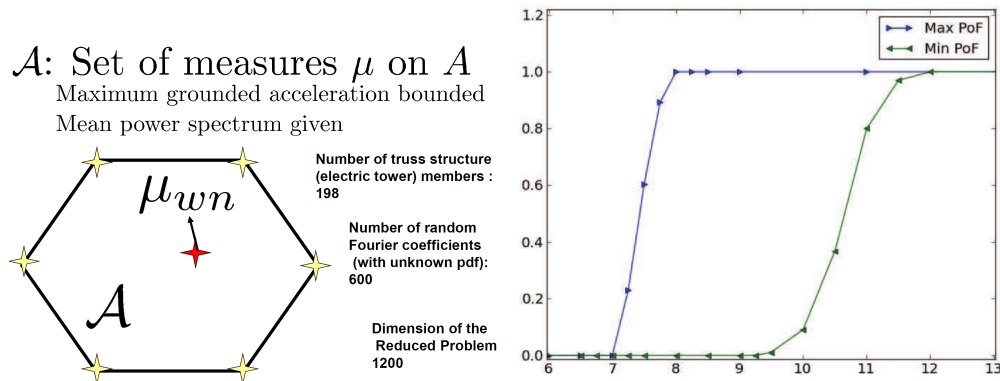 𝒜: Set of measures μ on A
Maximum grounded acceleration bounded
Mean power spectrum given
μwn
𝒜
Number of truss structure
(electric tower) members :
198
Number of random
Fourier coefficients
(with unknown pdf):
600
Dimension of the
Reduced Problem
1200
Max PoF
Min PoF
1.2
1.0
0.8
0.6
0.4
0.2
0.0
6 7 8 9 10 11 12 13